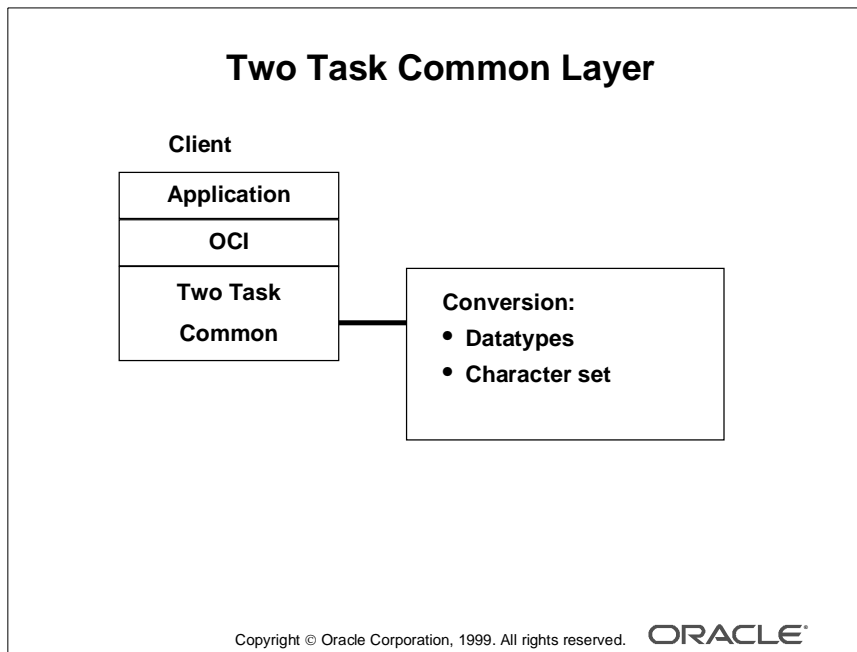 Two Task Common Layer
Client
Application
OCI
Two Task
Common
Conversion:
• Datatypes
• Character set
Copyright © Oracle Corporation, 1999. All rights reserved. ORACLE®